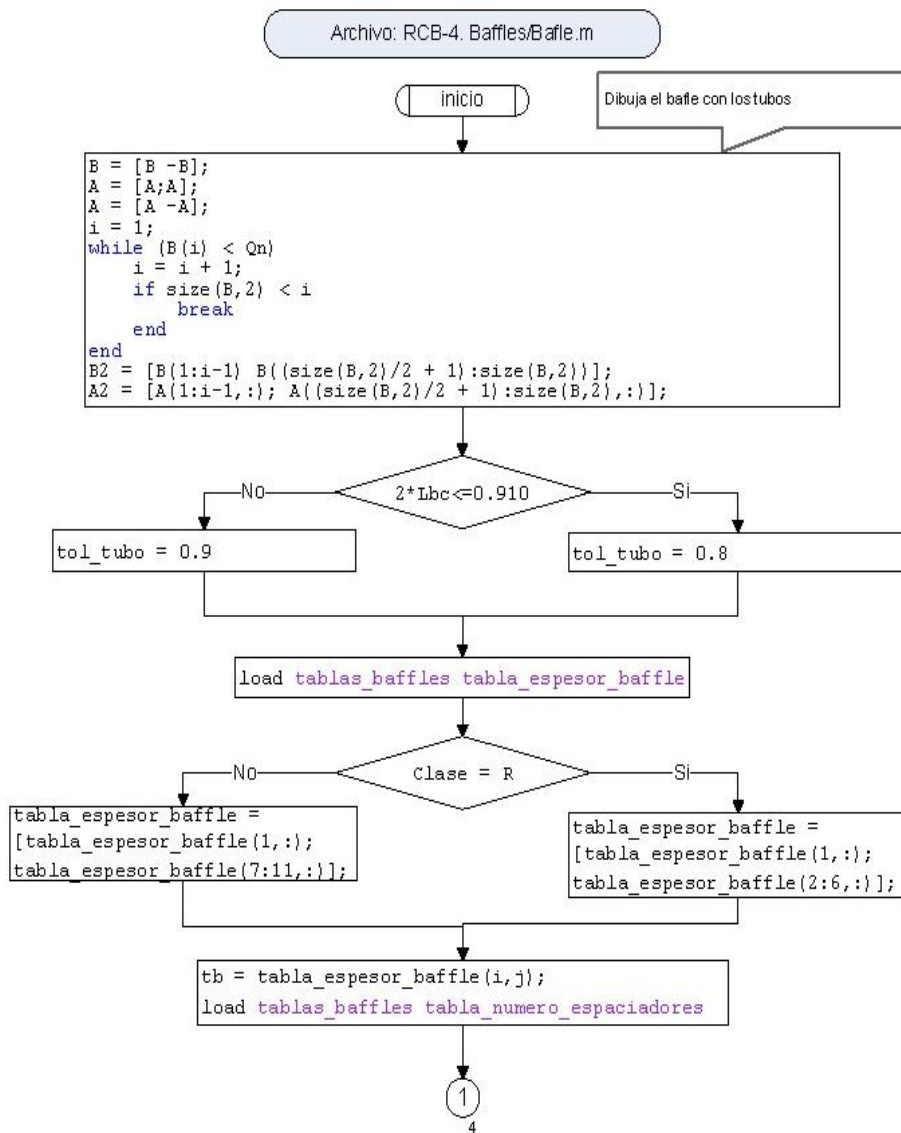 Archivo: RCB-4. Baffles/Bafle.m
inicio
Dibuja el bafle con los tubos
B = [B -B];
A = [A;A];
A = [A -A];
i = 1;
while (B(i) < Qn)
i = i + 1;
if size(B,2) < i
break
end
end
B2 = [B(1:i-1) B((size(B,2)/2 + 1):size(B,2))];
A2 = [A(1:i-1,:); A((size(B,2)/2 + 1):size(B,2),:)];
2*Lbc<=0.910
No
Si
tol_tubo = 0.9
tol_tubo = 0.8
load tablas_baffles tabla_espesor_baffle
Clase = R
No
Si
tabla_espesor_baffle =
[tabla_espesor_baffle(1,:);
tabla_espesor_baffle(7:11,:)];
tabla_espesor_baffle =
[tabla_espesor_baffle(1,:);
tabla_espesor_baffle(2:6,:)];
tb = tabla_espesor_baffle(i,j);
load tablas_baffles tabla_numero_espaciadores
1
4